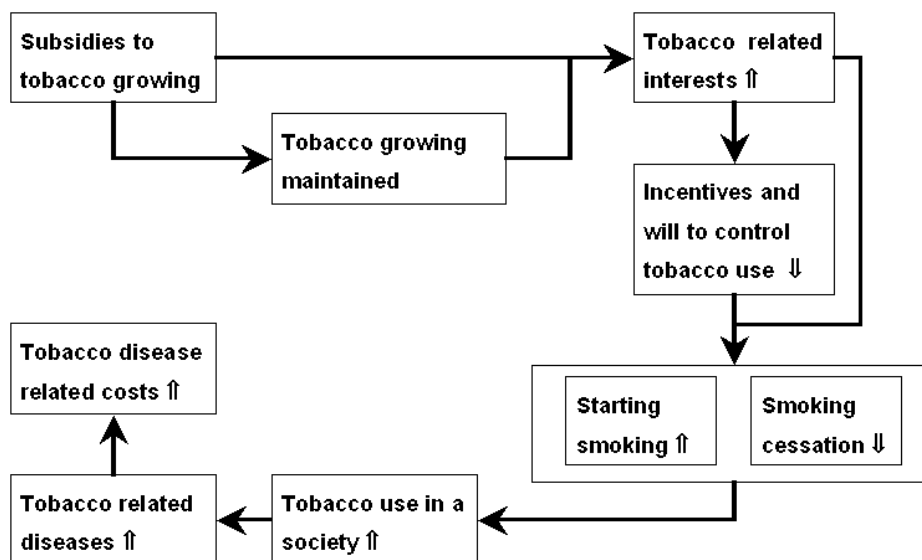 Subsidies to
tobacco growing
Tobacco related
interests ⇑
Tobacco growing
maintained
Incentives and
will to control
tobacco use ⇓
Tobacco disease
related costs ⇑
Starting
smoking ⇑
Smoking
cessation ⇓
Tobacco related
diseases ⇑
Tobacco use in a
society ⇑